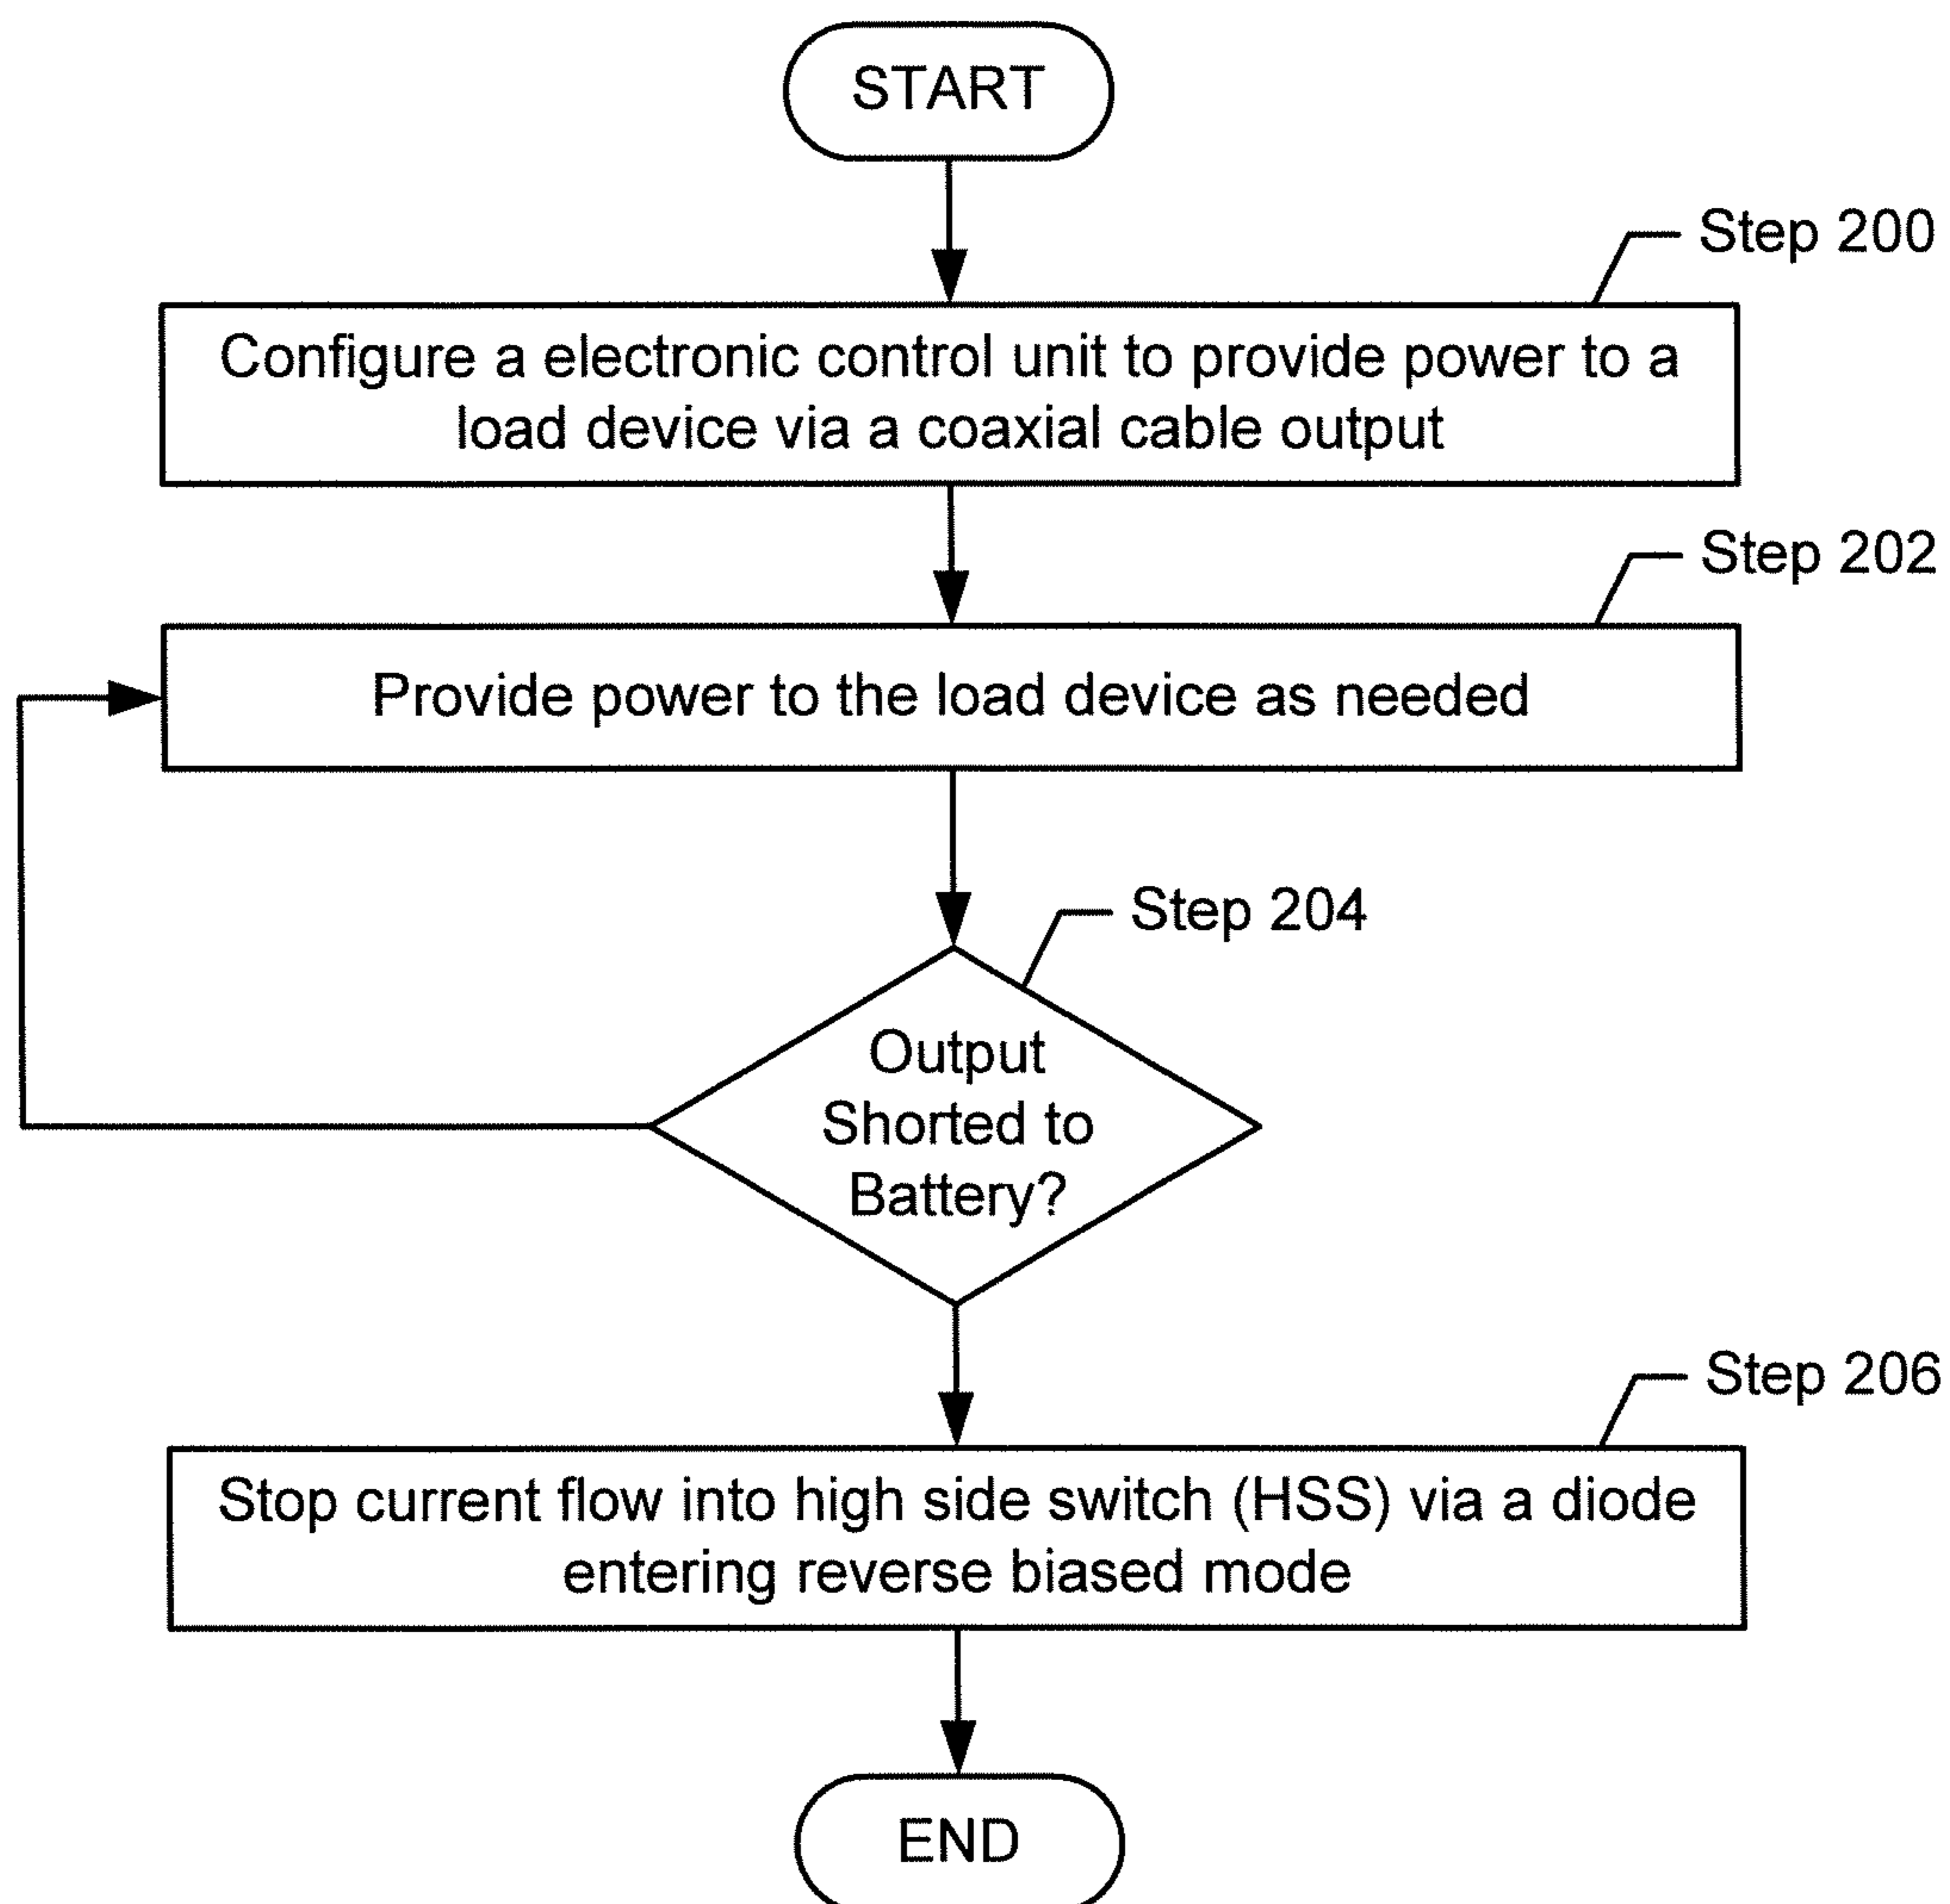 START
Step 200
Configure a electronic control unit to provide power to a
load device via a coaxial cable output
Step 202
Provide power to the load device as needed
Step 204
Output
Shorted to
Battery?
Step 206
Stop current flow into high side switch (HSS) via a diode
entering reverse biased mode
END